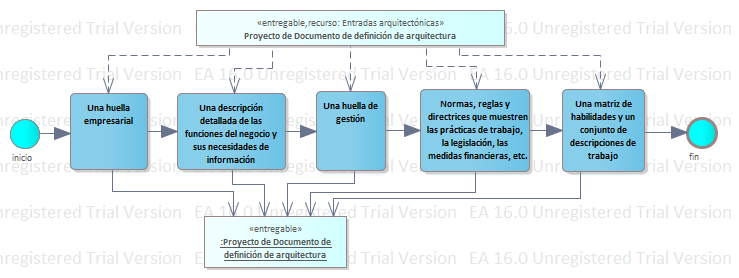 «entregable,recurso: Entradas arquitectónicas»
Proyecto de Documento de definición de arquitectura
6.0 Unregistered Trial Version
nregistered Trial Version EA 16.0 Unregistered Trial Version EA 16.0 Unregistered Trial Version
Una huella
empresarial
Una descripción
detallada de las
funciones del negocio y
sus necesidades de
información
Una huella de
gestión
Normas, reglas y
directrices que muestren
las prácticas de trabajo,
la legislación, las
medidas financieras, etc.
Una matriz de
habilidades y un
conjunto de
descripciones de
trabajo
inicio
fin
nregistered Trial Version EA 16.0 Unregistered Trial Version EA 16.0 Unregistered Trial Version
«entregable»
:Proyecto de Documento de
definición de arquitectura